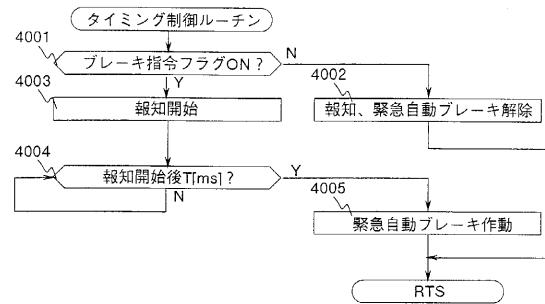 タイミング制御ルーチン
4001
ブレーキ指令フラグON？
N
Y
4003
報知開始
4002
報知、緊急自動ブレーキ解除
4004
報知開始後T[ms]？
Y
N
4005
緊急自動ブレーキ作動
RTS